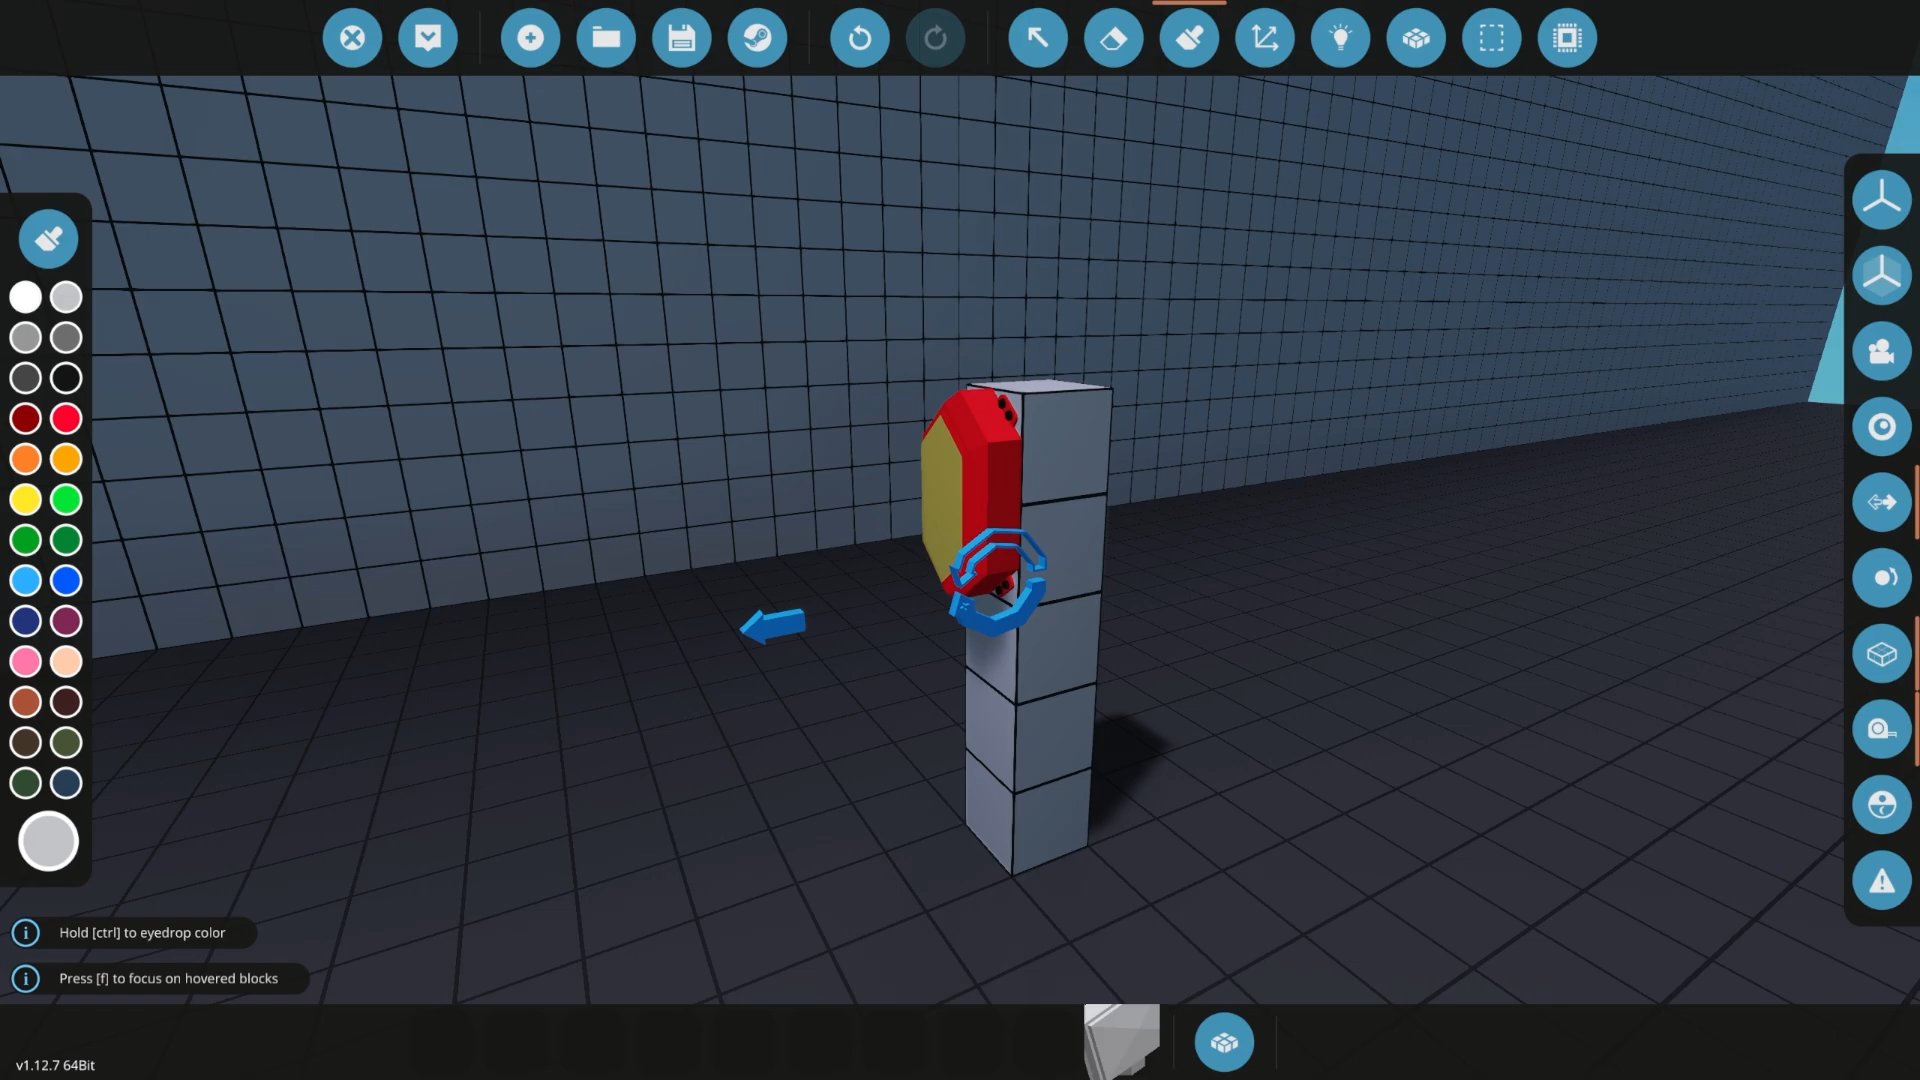 Hold [ctrl] to eyedrop color
Press [f] to focus on hovered blocks
v1.12.7 64Bit